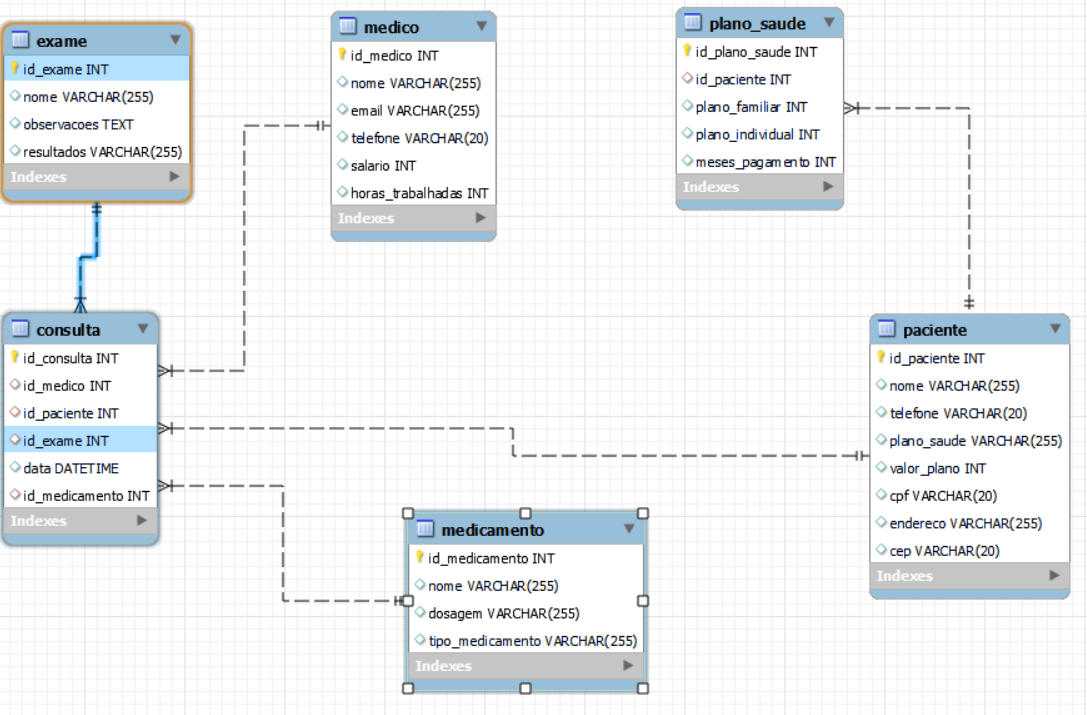 exame
id_exame INT
nome VARCHAR(255)
observacoes TEXT
resultados VARCHAR(255)
Indexes
medico
id_medico INT
nome VARCHAR(255)
email VARCHAR(255)
telefone VARCHAR(20)
salario INT
horas_trabalhadas INT
Indexes
plano_saude
id_plano_saude INT
id_paciente INT
plano_familiar INT
plano_individual INT
meses_pagamento INT
Indexes
consulta
id_consulta INT
id_medico INT
id_paciente INT
id_exame INT
data DATETIME
id_medicamento INT
Indexes
paciente
id_paciente INT
nome VARCHAR(255)
telefone VARCHAR(20)
plano_saude VARCHAR(255)
valor_plano INT
cpf VARCHAR(20)
endereco VARCHAR(255)
cep VARCHAR(20)
Indexes
medicamento
id_medicamento INT
nome VARCHAR(255)
dosagem VARCHAR(255)
tipo_medicamento VARCHAR(255)
Indexes